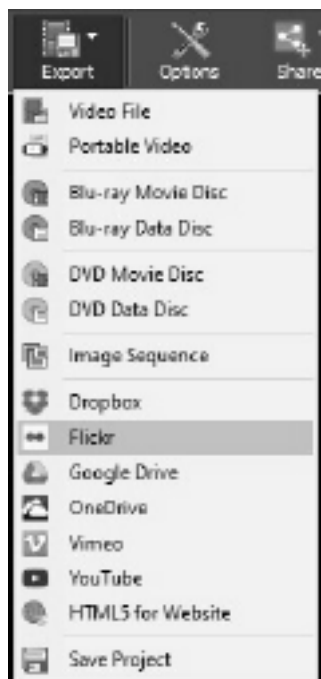 Export Options Share
Video File
Portable Video
Blu-ray Movie Disc
Blu-ray Data Disc
DVD Movie Disc
DVD Data Disc
Image Sequence
Dropbox
Flickr
Google Drive
OneDrive
Vimeo
YouTube
HTML5 for Website
Save Project